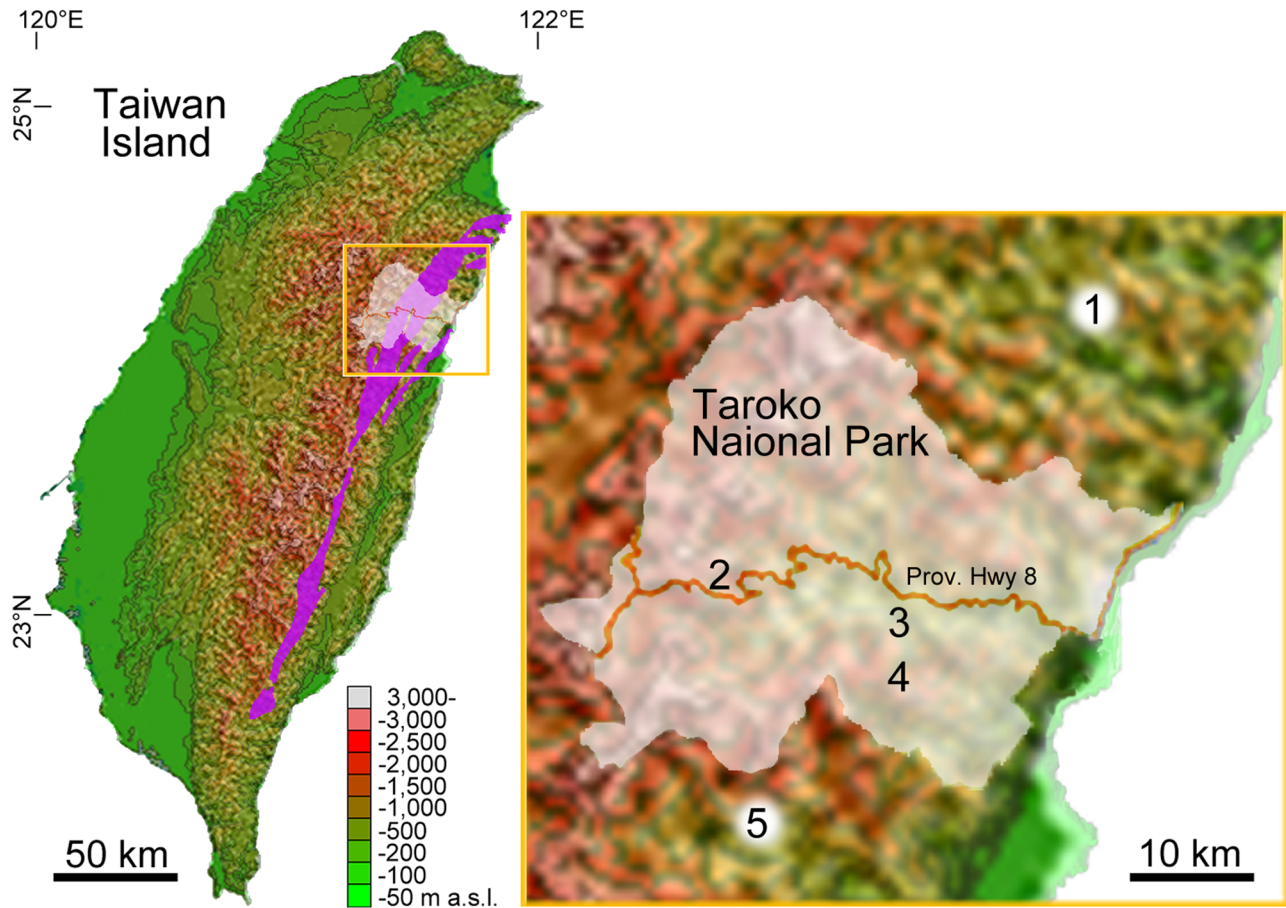 120°E
122°E
25°N
Taiwan
Island
23°N
50 km
3,000-
-3,000
-2,500
-2,000
-1,500
-1,000
-500
-200
-100
-50 m a.s.l.
1
Taroko
Naional Park
2
Prov. Hwy 8
3
4
5
10 km